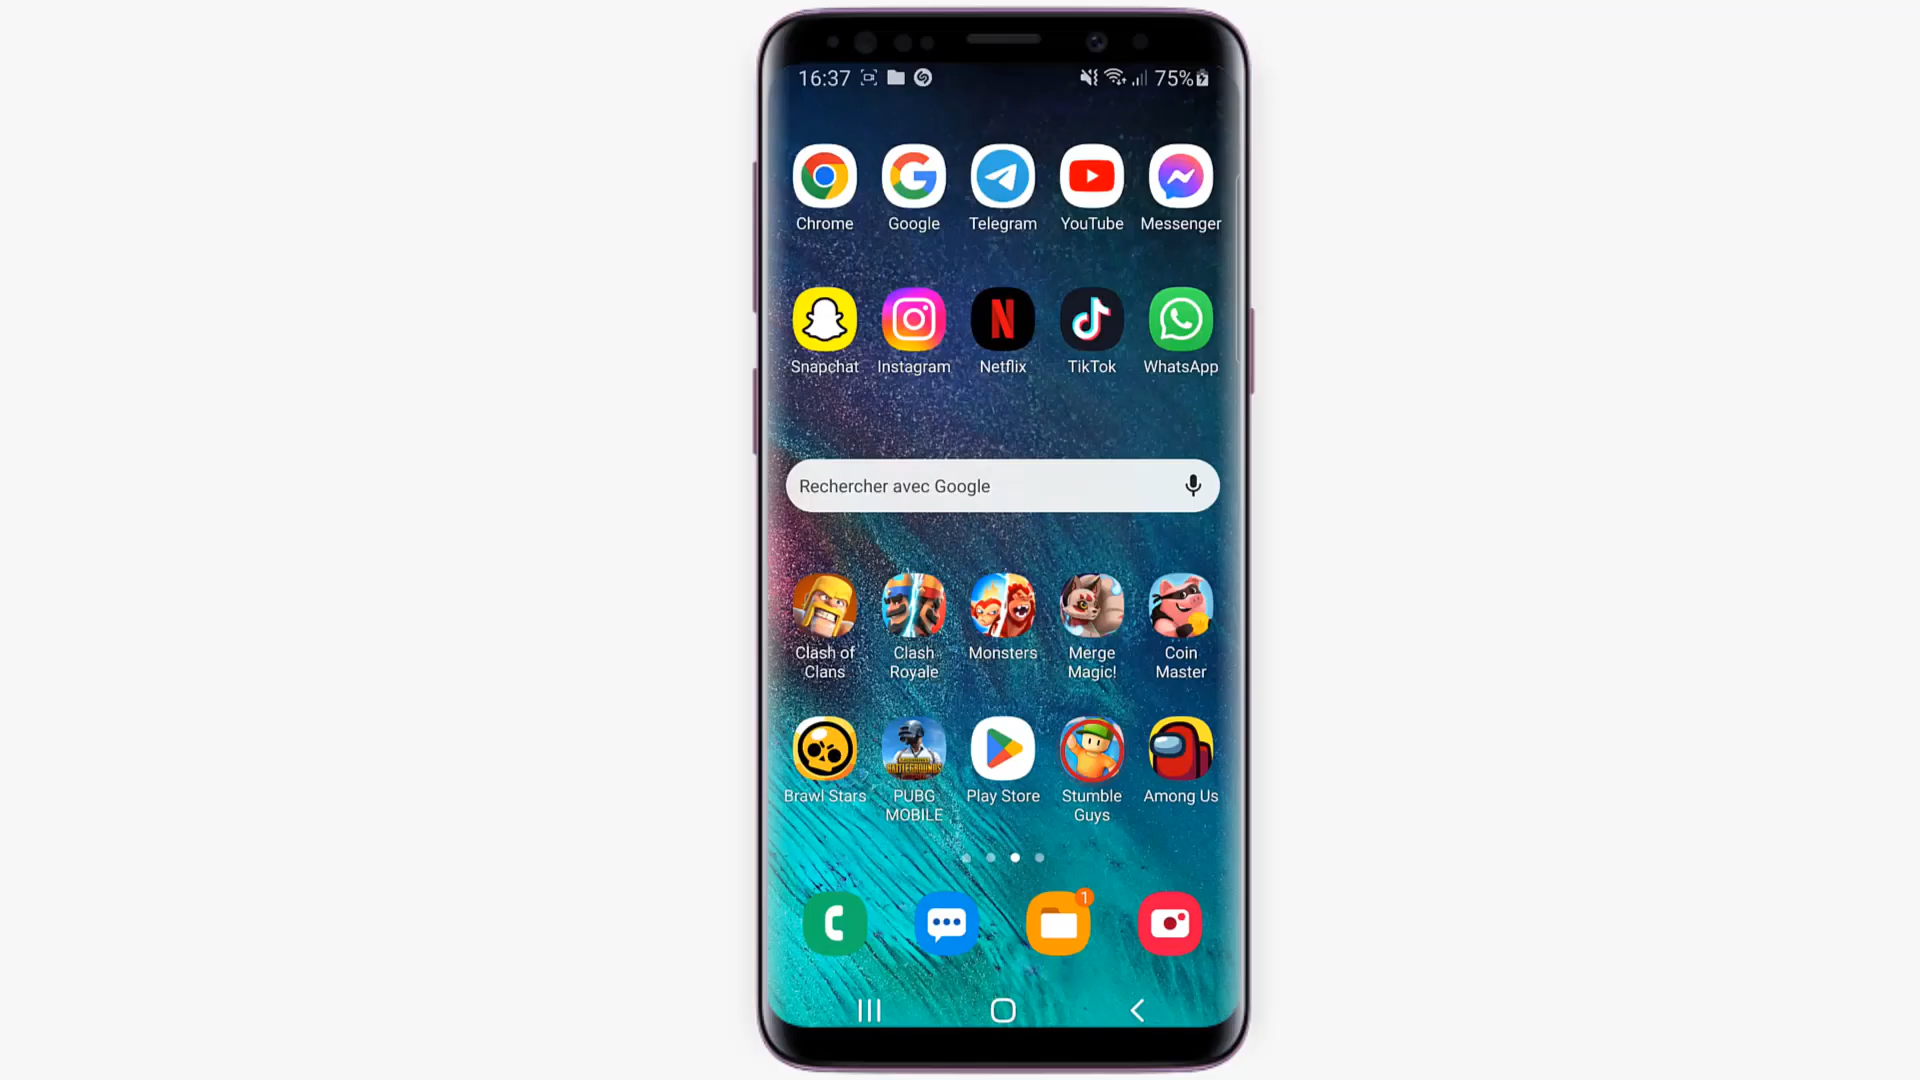 16:37 75%
Chrome Google Telegram YouTube Messenger
Snapchat Instagram Netflix TikTok WhatsApp
Rechercher avec Google
Clash of Clans
Clash Royale
Monsters
Merge Magic!
Coin Master
BATTLEGROUNDS
Brawl Stars
PUBG MOBILE
Play Store
Stumble Guys
Among Us
1